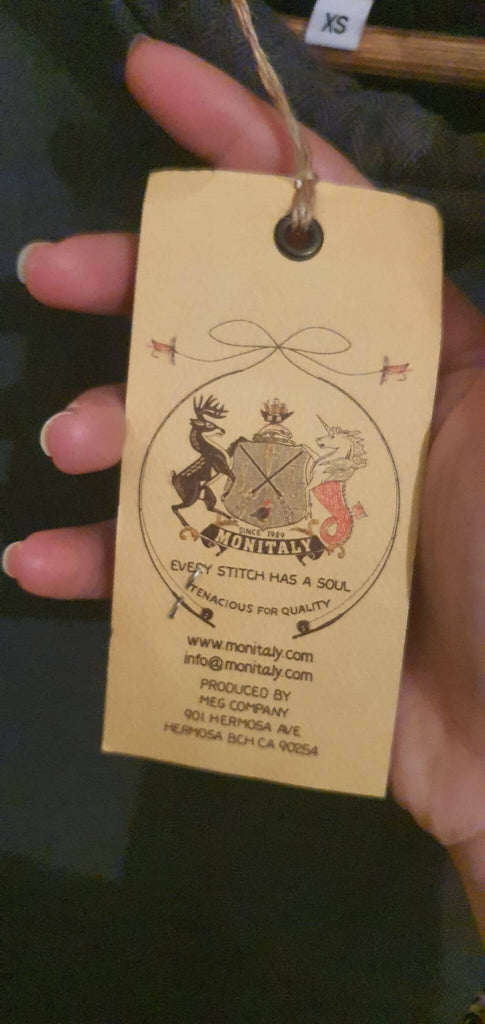 XS
SINCE 1989
MONITALY
EVERY STITCH HAS A SOUL
TENACIOUS FOR QUALITY
www.monitaly.com
info@monitaly.com
PRODUCED BY
MEG COMPANY
901 HERMOSA AVE
HERMOSA BCH CA 90254